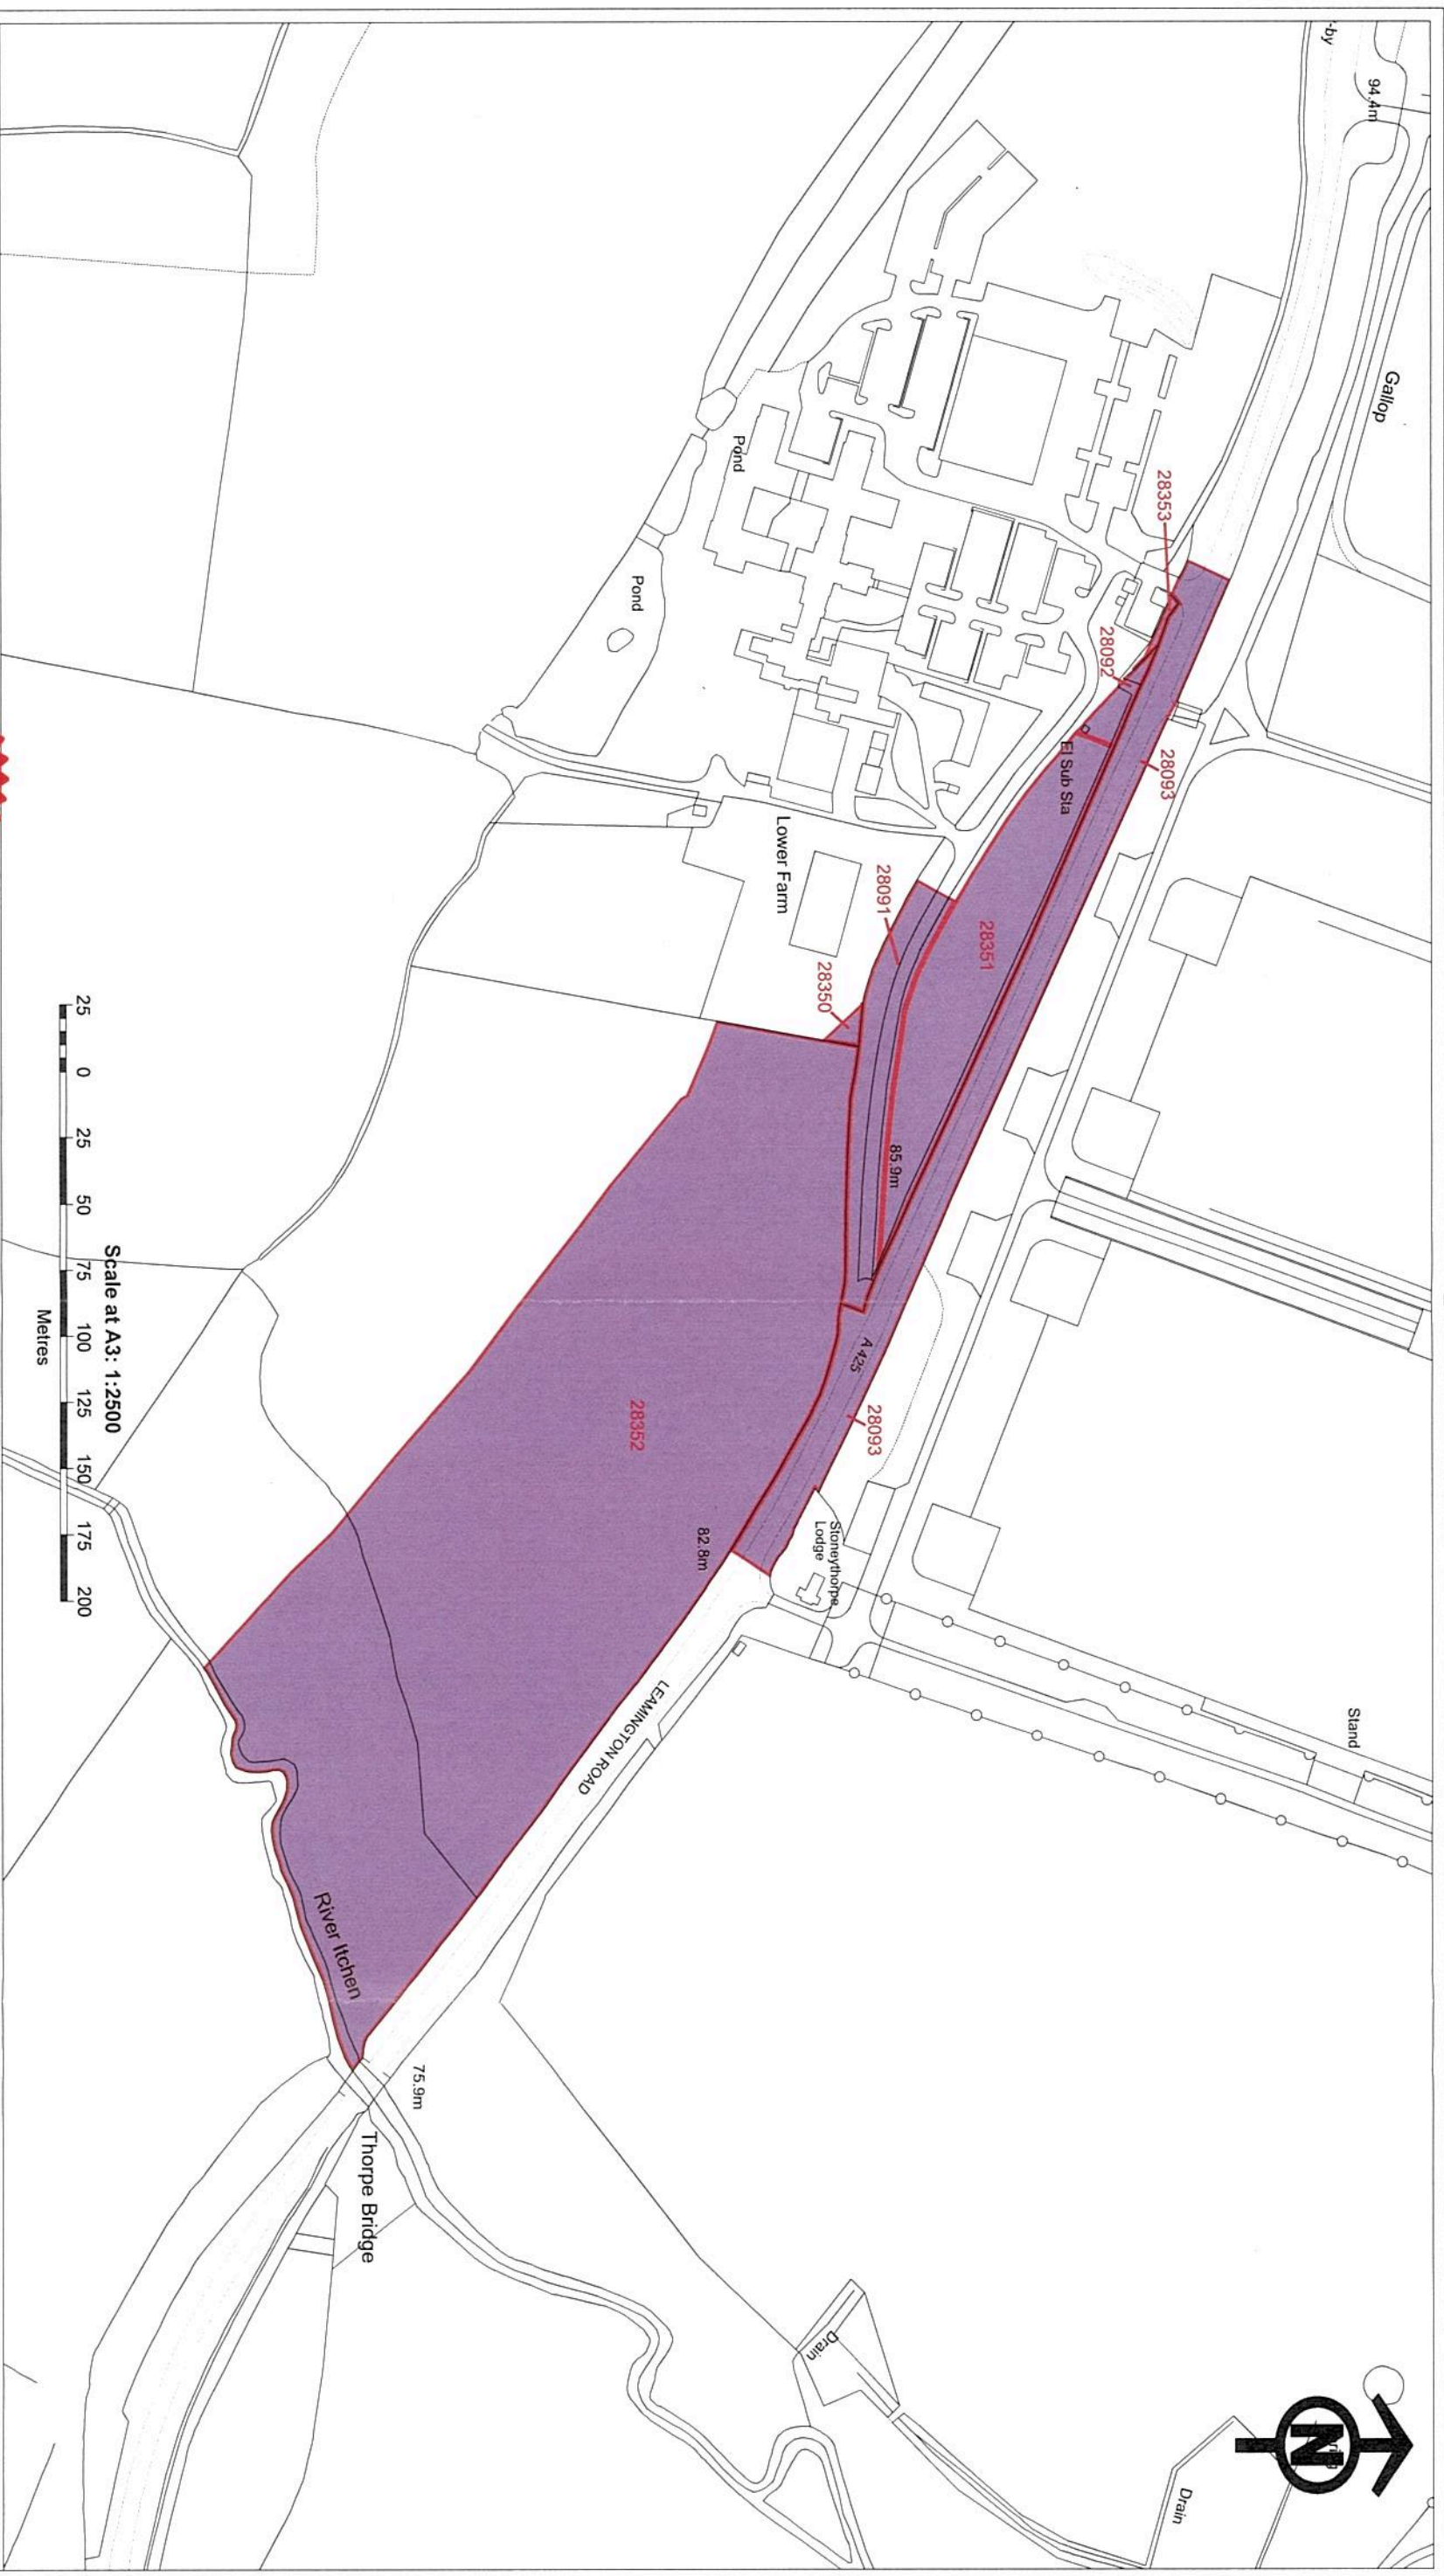 -by
94.4m
Gallop
28353
28092
28093
El Sub Sta
Pond
Pond
Lower Farm
28091
28350
28351
85.9m
A 425
28093
28352
82.8m
Stoneythorpe
Lodge
Stand
LEAMINGTON ROAD
River Itchen
75.9m
Thorpe Bridge
Drain
Drain
N
Scale at A3: 1:2500
25 0 25 50 75 100 125 150 175 200
Metres